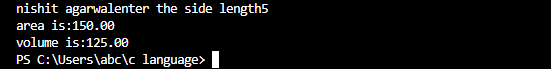 nishit agarwalenter the side length5
area is:150.00
volume is:125.00
PS C:\Users\abc\c language>